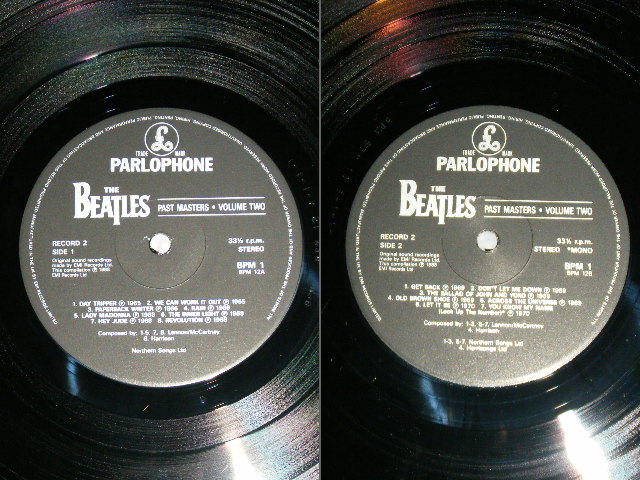 TRADE MARK
PARLOPHONE
THE
BEATLES
PAST MASTERS • VOLUME TWO
RECORD 2
SIDE 1
33⅓ r.p.m.
STEREO
Original sound recordings
made by EMI Records Ltd
This compilation ℗ 1988
EMI Records Ltd
BPM 1
BPM 12A
1. DAY TRIPPER ℗ 1965 2. WE CAN WORK IT OUT ℗ 1965
3. PAPERBACK WRITER ℗ 1966 4. RAIN ℗ 1966
5. LADY MADONNA ℗ 1968 6. THE INNER LIGHT ℗ 1968
7. HEY JUDE ℗ 1968 8. REVOLUTION ℗ 1968
Composed by: 1-5, 7, 8. Lennon/McCartney
6. Harrison
Northern Songs Ltd
TRADE MARK
PARLOPHONE
THE
BEATLES
PAST MASTERS • VOLUME TWO
RECORD 2
SIDE 2
33⅓ r.p.m.
STEREO *MONO
Original sound recordings
made by EMI Records Ltd
This compilation ℗ 1988
EMI Records Ltd
BPM 1
BPM 12B
1. GET BACK ℗ 1969 2. DON'T LET ME DOWN ℗ 1969
3. THE BALLAD OF JOHN AND YOKO ℗ 1969
4. OLD BROWN SHOE ℗ 1969 5. ACROSS THE UNIVERSE ℗ 1969
6. LET IT BE ℗ 1970 *7. YOU KNOW MY NAME
(Look Up The Number)* ℗ 1970
Composed by: 1-3, 5-7. Lennon/McCartney
4. Harrison
1-3, 5-7. Northern Songs Ltd
4. Harrisongs Ltd